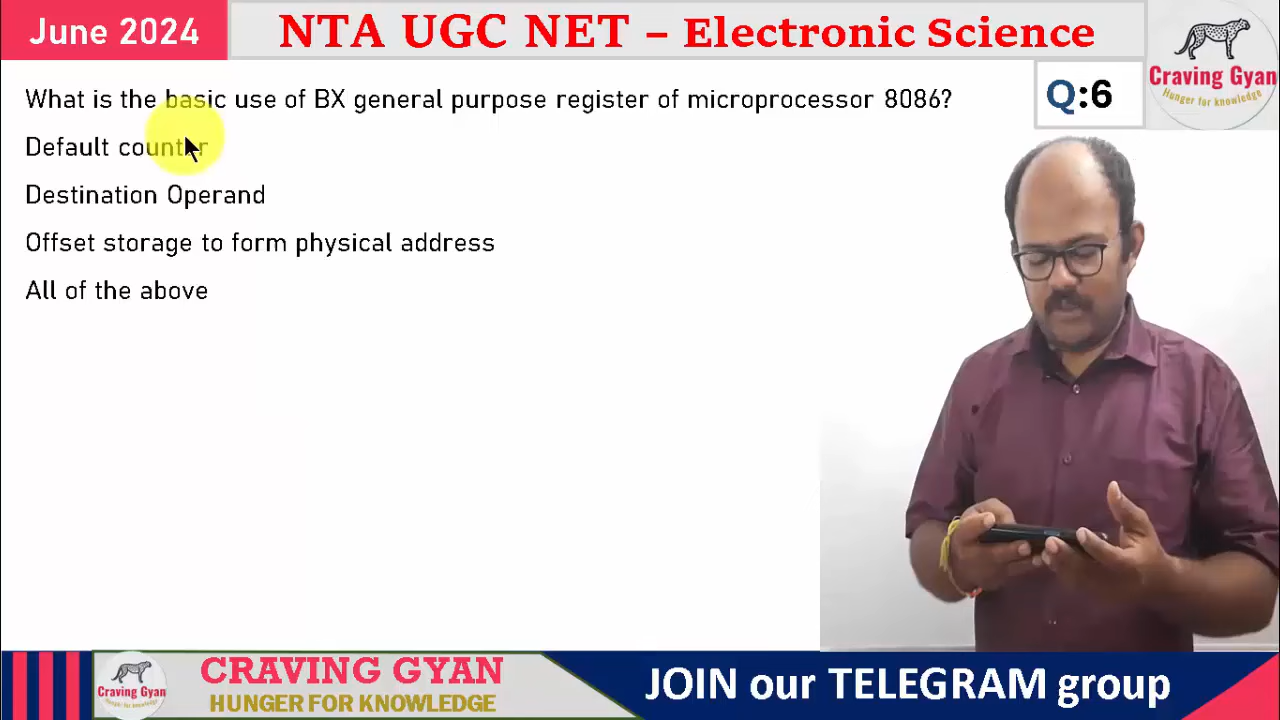 June 2024
NTA UGC NET – Electronic Science
Craving Gyan
Hunger for knowledge
Q:6
What is the basic use of BX general purpose register of microprocessor 8086?
Default counter
Destination Operand
Offset storage to form physical address
All of the above
Craving Gyan
CRAVING GYAN
HUNGER FOR KNOWLEDGE
JOIN our TELEGRAM group